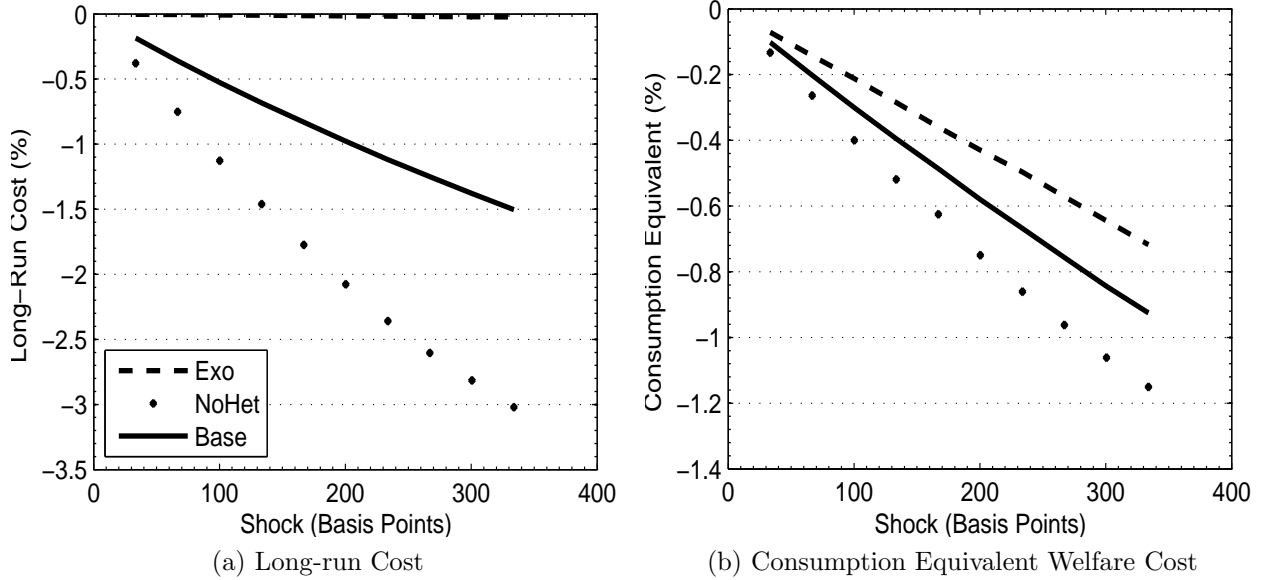 0
−0.5
−1
−1.5
−2
−2.5
−3
−3.5
0
100
200
300
400
Long−Run Cost (%)
Shock (Basis Points)
Exo
NoHet
Base
(a) Long-run Cost
0
−0.2
−0.4
−0.6
−0.8
−1
−1.2
−1.4
0
100
200
300
400
Consumption Equivalent (%)
Shock (Basis Points)
(b) Consumption Equivalent Welfare Cost